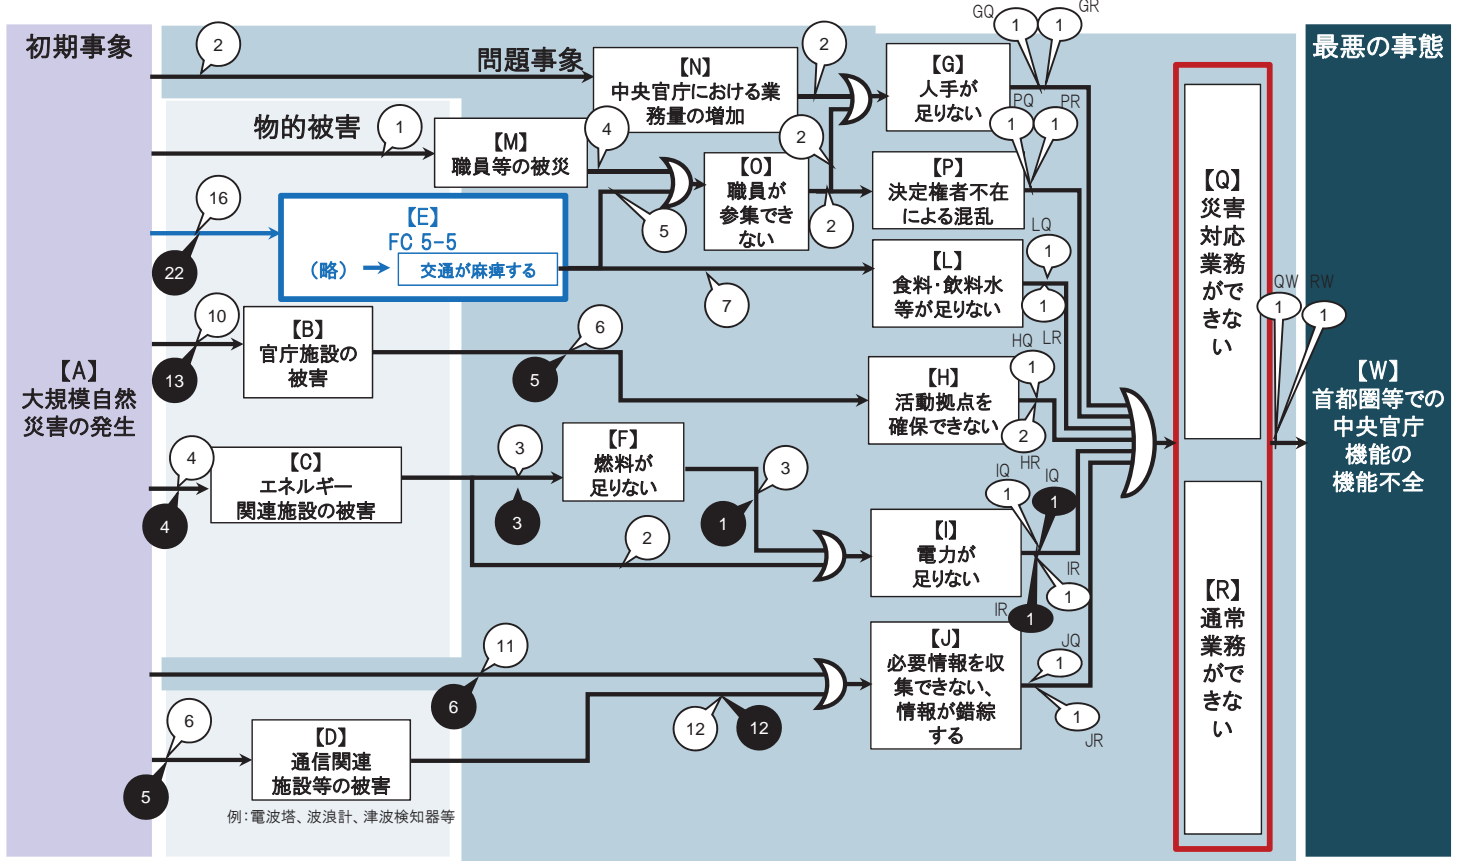 初期事象
問題事象
物的被害
最悪の事態
【A】
大規模自然
災害の発生
2
1
16
22
10
13
4
4
11
6
6
5
【N】
中央官庁における業
務量の増加
【M】
職員等の被災
【E】
FC 5-5
（略）
交通が麻痺する
【B】
官庁施設の
被害
【C】
エネルギー
関連施設の被害
【D】
通信関連
施設等の被害
例：電波塔、波浪計、津波検知器等
【F】
燃料が
足りない
【O】
職員が
参集でき
ない
2
4
2
5
2
7
6
5
3
3
3
1
2
12
12
【G】
人手が
足りない
【P】
決定権者不在
による混乱
【L】
食料・飲料水
等が足りない
【H】
活動拠点を
確保できない
【I】
電力が
足りない
【J】
必要情報を収
集できない、
情報が錯綜
する
GQ
1
GR
1
PQ
1
PR
1
LQ
1
1
LR
HQ
1
2
HR
IQ
1
IQ
1
IR
1
IR
1
JQ
1
1
JR
【Q】
災害
対応
業務
がで
きな
い
【R】
通常
業務
がで
きな
い
QW
1
RW
1
【W】
首都圏等での
中央官庁
機能の
機能不全